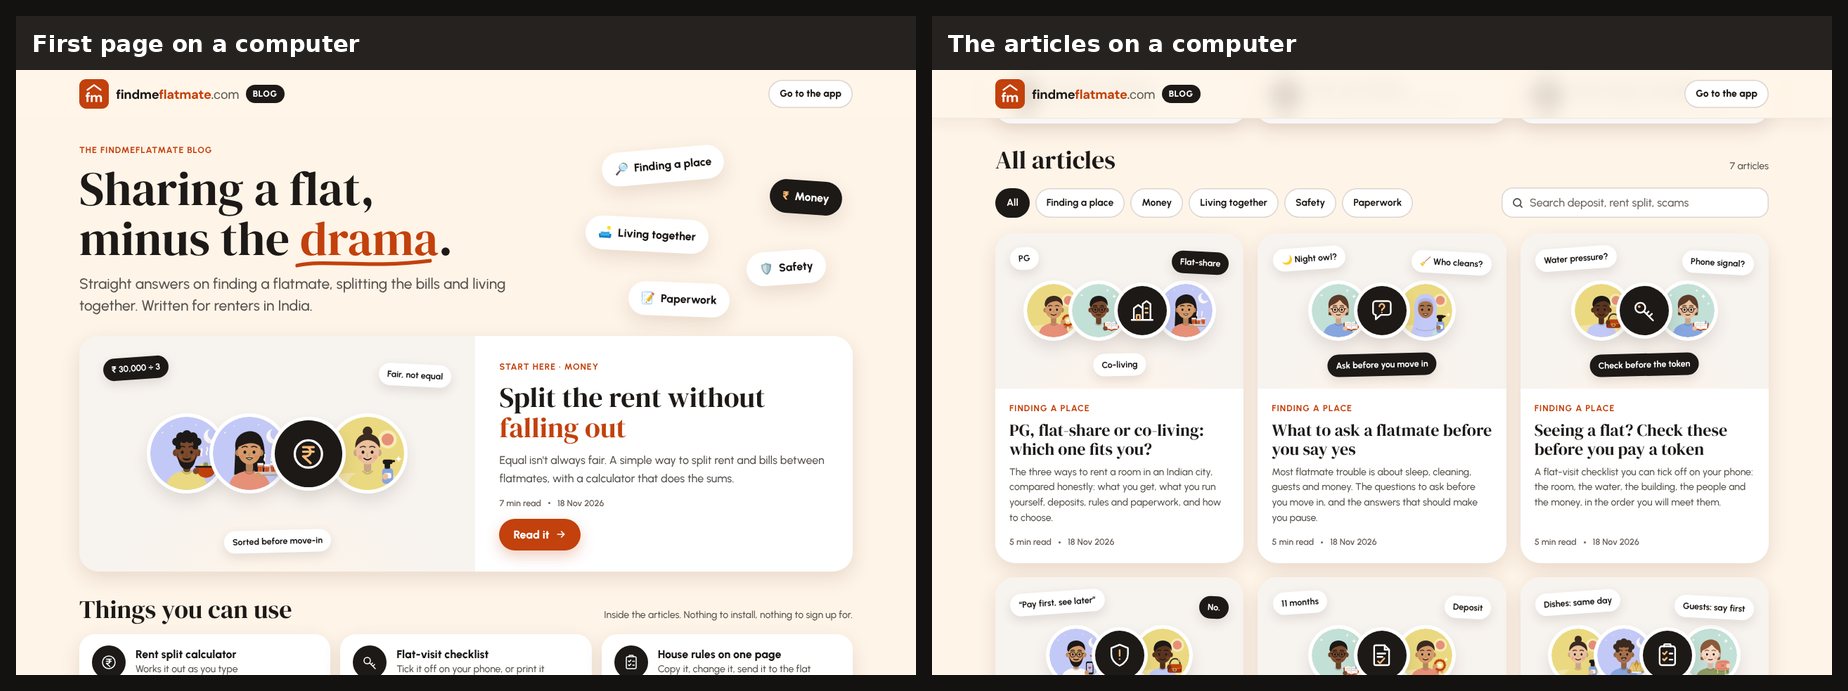 First page on a computer
fm findmeflatmate.com BLOG
Go to the app
THE FINDMEFLATMATE BLOG
Sharing a flat,
minus the drama.
Straight answers on finding a flatmate, splitting the bills and living
together. Written for renters in India.
🔎 Finding a place
₹ Money
🛋️ Living together
🛡️ Safety
📝 Paperwork
₹ 30,000 ÷ 3
Fair, not equal
Sorted before move-in
START HERE · MONEY
Split the rent without
falling out
Equal isn't always fair. A simple way to split rent and bills between
flatmates, with a calculator that does the sums.
7 min read • 18 Nov 2026
Read it →
Things you can use
Inside the articles. Nothing to install, nothing to sign up for.
Rent split calculator
Works it out as you type
Flat-visit checklist
Tick it off on your phone, or print it
House rules on one page
Copy it, change it, send it to the flat
The articles on a computer
fm findmeflatmate.com BLOG
Go to the app
All articles
7 articles
All
Finding a place
Money
Living together
Safety
Paperwork
Search deposit, rent split, scams
PG
Flat-share
Co-living
FINDING A PLACE
PG, flat-share or co-living:
which one fits you?
The three ways to rent a room in an Indian city,
compared honestly: what you get, what you run
yourself, deposits, rules and paperwork, and how
to choose.
5 min read • 18 Nov 2026
🌙 Night owl?
🧹 Who cleans?
Ask before you move in
FINDING A PLACE
What to ask a flatmate before
you say yes
Most flatmate trouble is about sleep, cleaning,
guests and money. The questions to ask before
you move in, and the answers that should make
you pause.
5 min read • 18 Nov 2026
Water pressure?
Phone signal?
Check before the token
FINDING A PLACE
Seeing a flat? Check these
before you pay a token
A flat-visit checklist you can tick off on your phone:
the room, the water, the building, the people and
the money, in the order you will meet them.
5 min read • 18 Nov 2026
"Pay first, see later"
No.
11 months
Deposit
Dishes: same day
Guests: say first